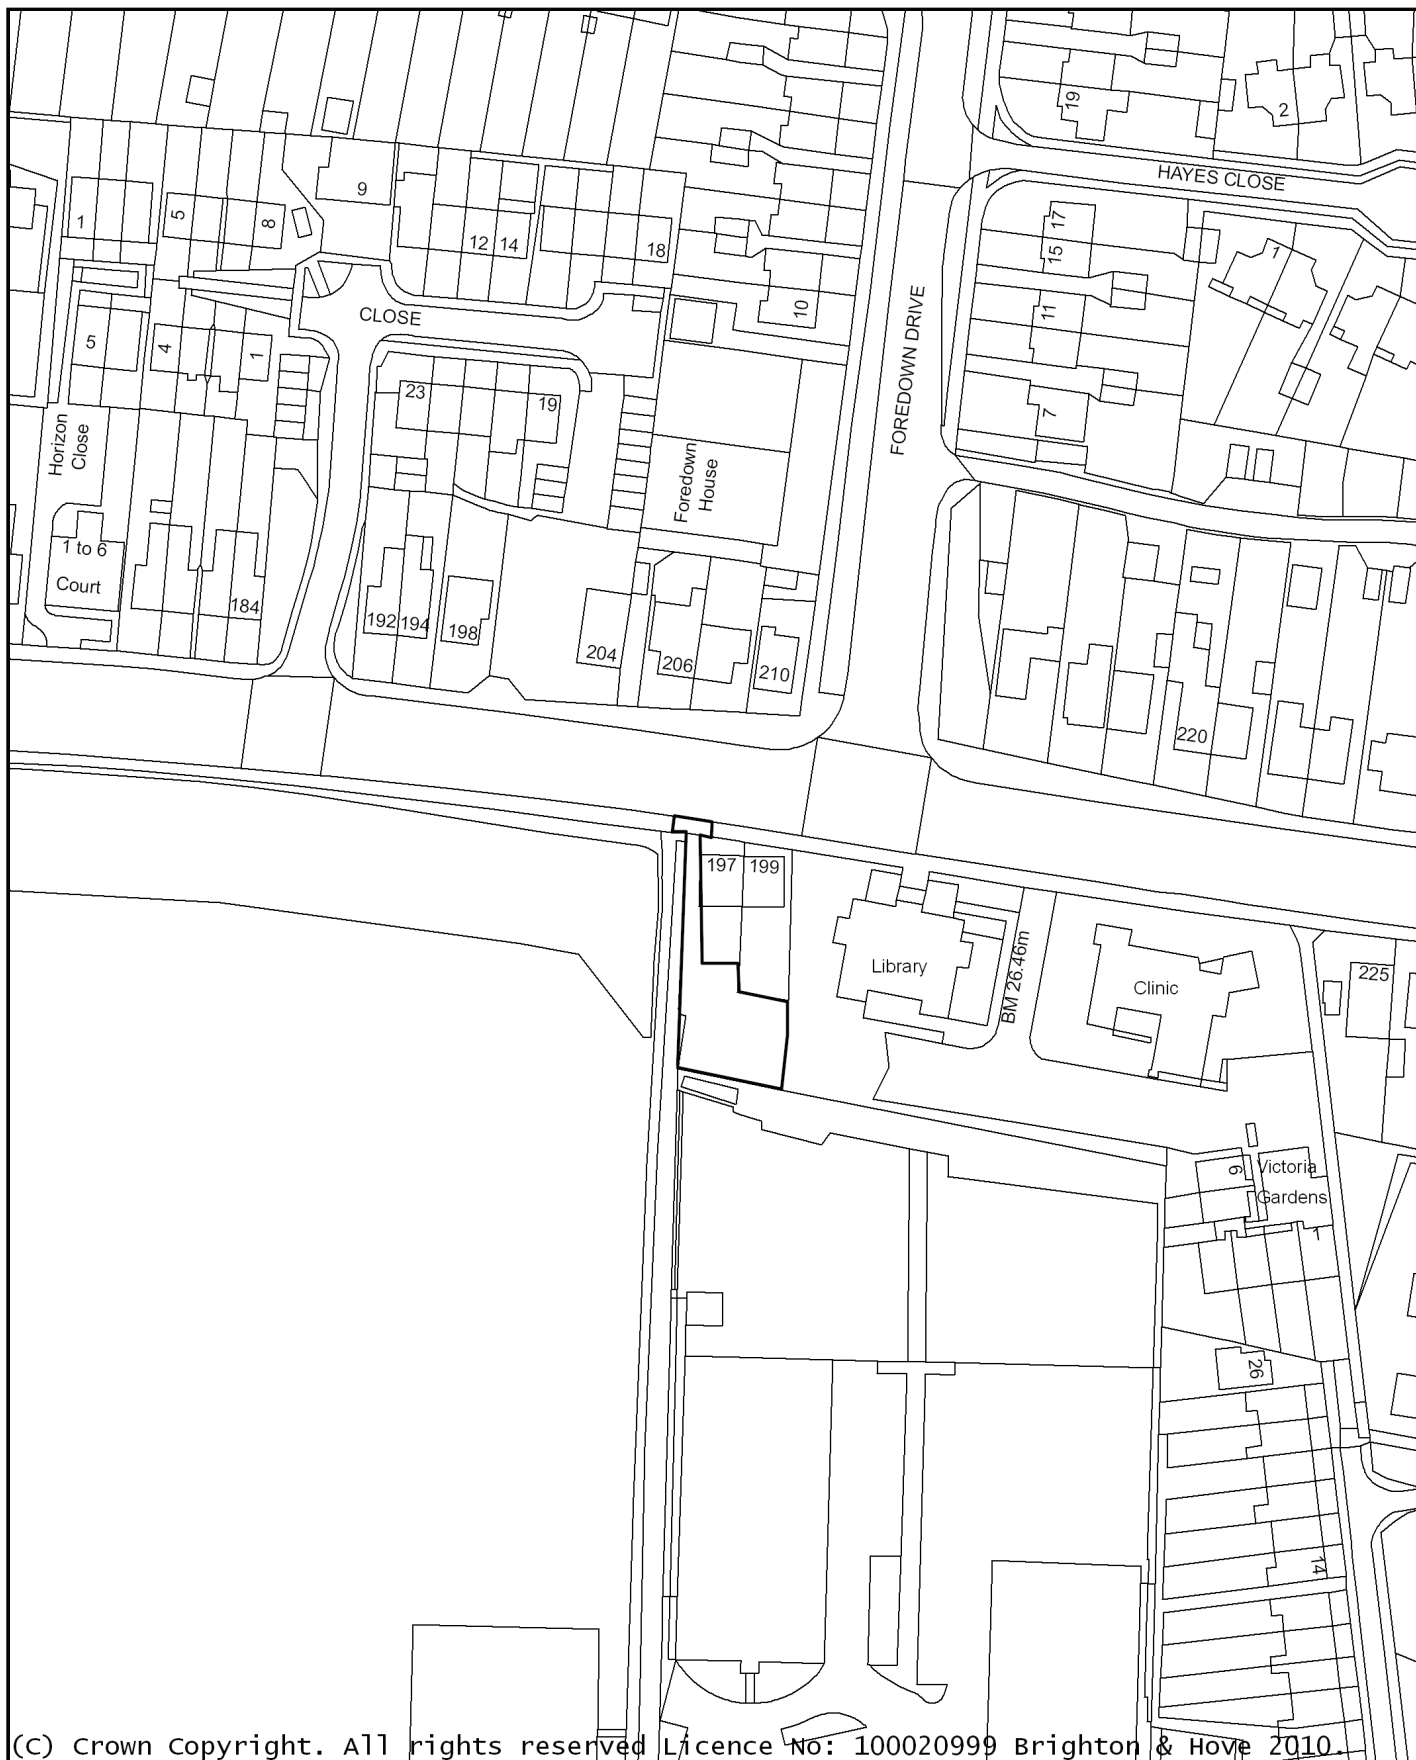 19
2
HAYES CLOSE
9
1
5
8
12 14
18
17
15
1
10
11
CLOSE
FOREDOWN DRIVE
5
4
1
23
19
7
Horizon
Close
Foredown
House
1 to 6
Court
184
192 194
198
204
206
210
220
197 199
Library
BM 26.46m
Clinic
225
6
Victoria
Gardens
1
26
14
(C) Crown Copyright. All rights reserved Licence No: 100020999 Brighton & Hove 2010.